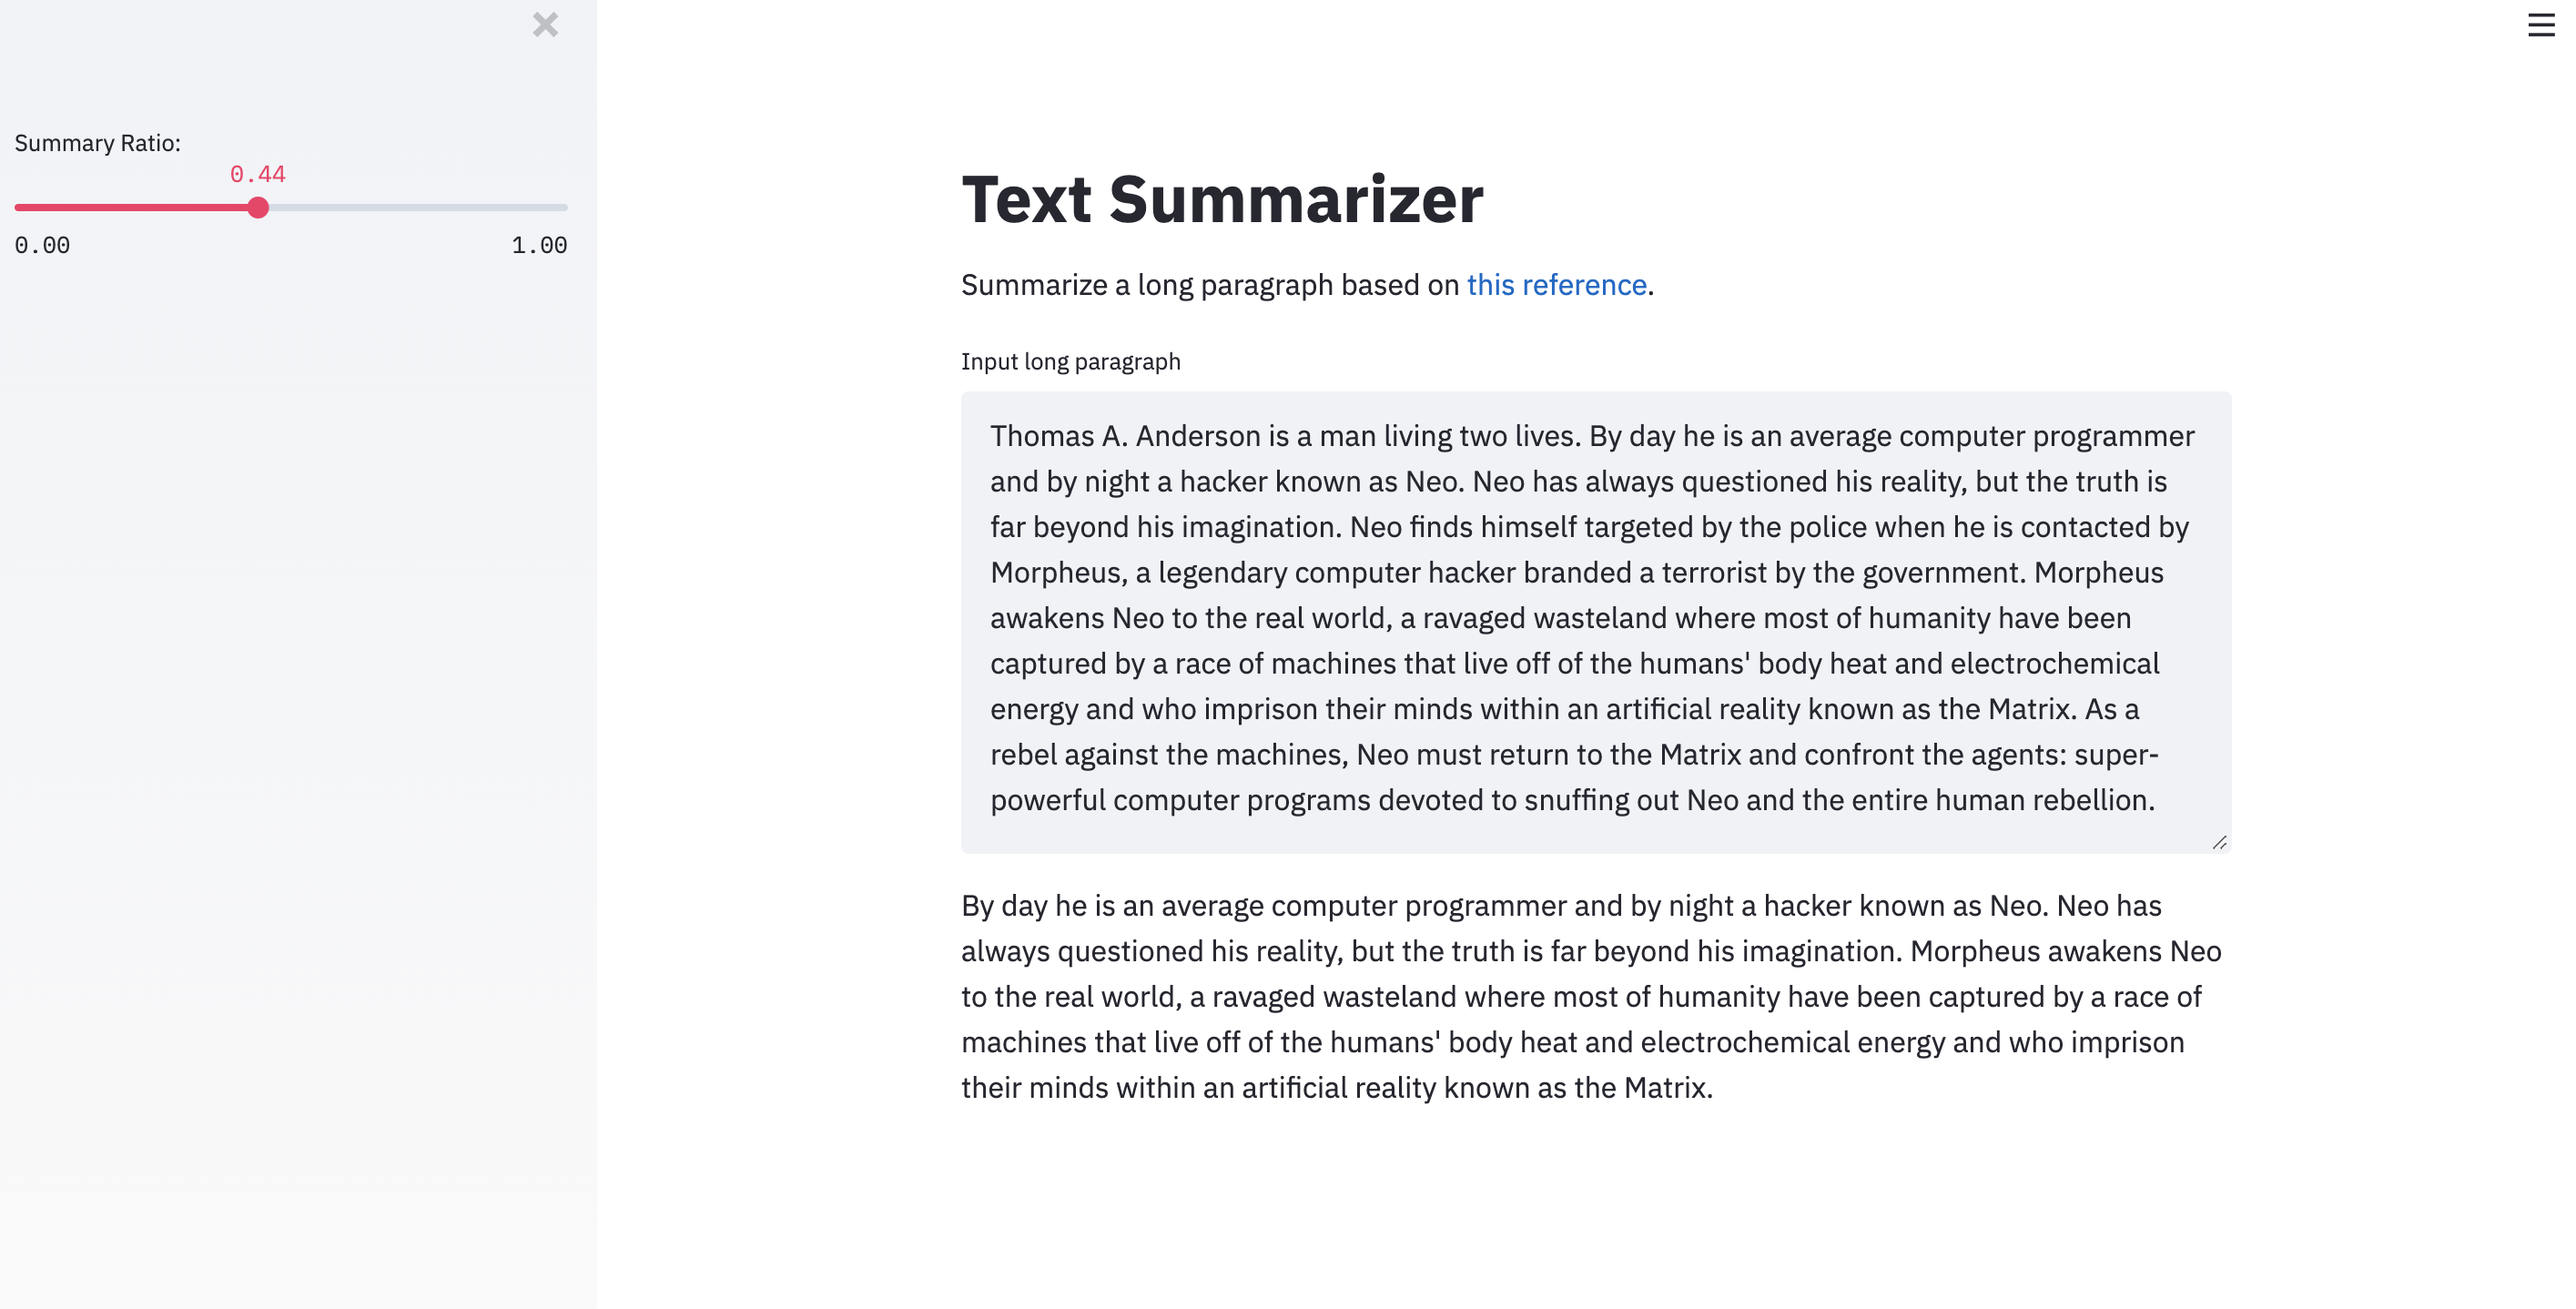 Summary Ratio:
0.44
0.00 1.00
Text Summarizer
Summarize a long paragraph based on this reference.
Input long paragraph
Thomas A. Anderson is a man living two lives. By day he is an average computer programmer
and by night a hacker known as Neo. Neo has always questioned his reality, but the truth is
far beyond his imagination. Neo finds himself targeted by the police when he is contacted by
Morpheus, a legendary computer hacker branded a terrorist by the government. Morpheus
awakens Neo to the real world, a ravaged wasteland where most of humanity have been
captured by a race of machines that live off of the humans' body heat and electrochemical
energy and who imprison their minds within an artificial reality known as the Matrix. As a
rebel against the machines, Neo must return to the Matrix and confront the agents: super-
powerful computer programs devoted to snuffing out Neo and the entire human rebellion.
By day he is an average computer programmer and by night a hacker known as Neo. Neo has
always questioned his reality, but the truth is far beyond his imagination. Morpheus awakens Neo
to the real world, a ravaged wasteland where most of humanity have been captured by a race of
machines that live off of the humans' body heat and electrochemical energy and who imprison
their minds within an artificial reality known as the Matrix.